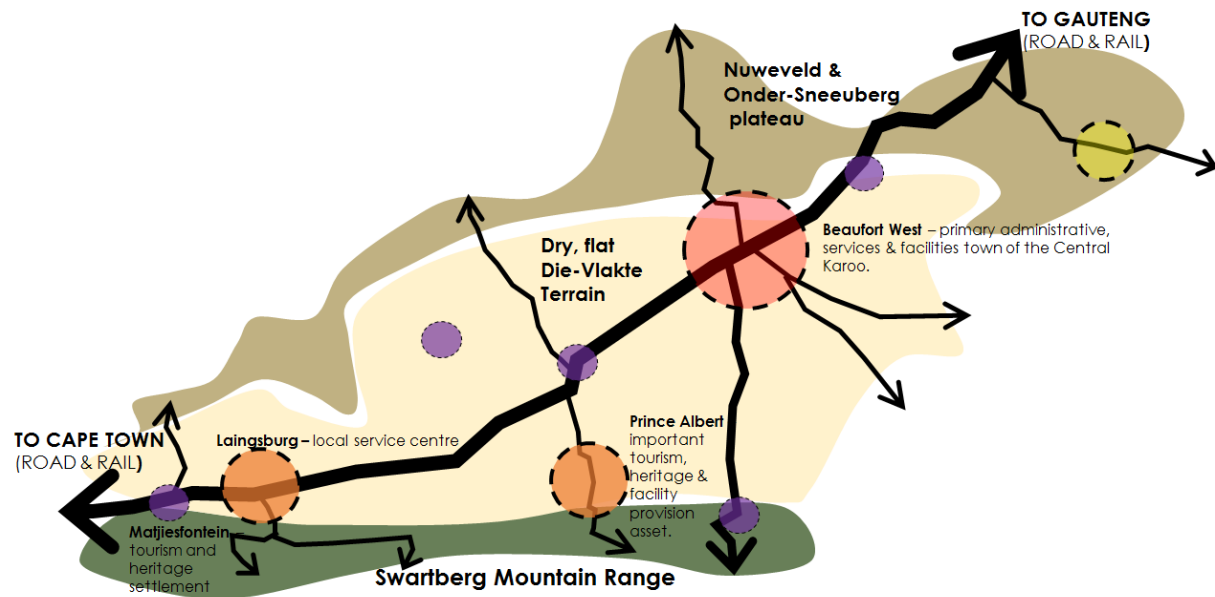 TO GAUTENG
(ROAD & RAIL)
Nuweveld &
Onder-Sneeuberg
plateau
Beaufort West – primary administrative,
services & facilities town of the Central
Karoo.
Dry, flat
Die-Vlakte
Terrain
Prince Albert
important
tourism,
heritage &
facility
provision
asset.
TO CAPE TOWN
(ROAD & RAIL)
Laingsburg – local service centre
Matjiesfontein –
tourism and
heritage
settlement
Swartberg Mountain Range